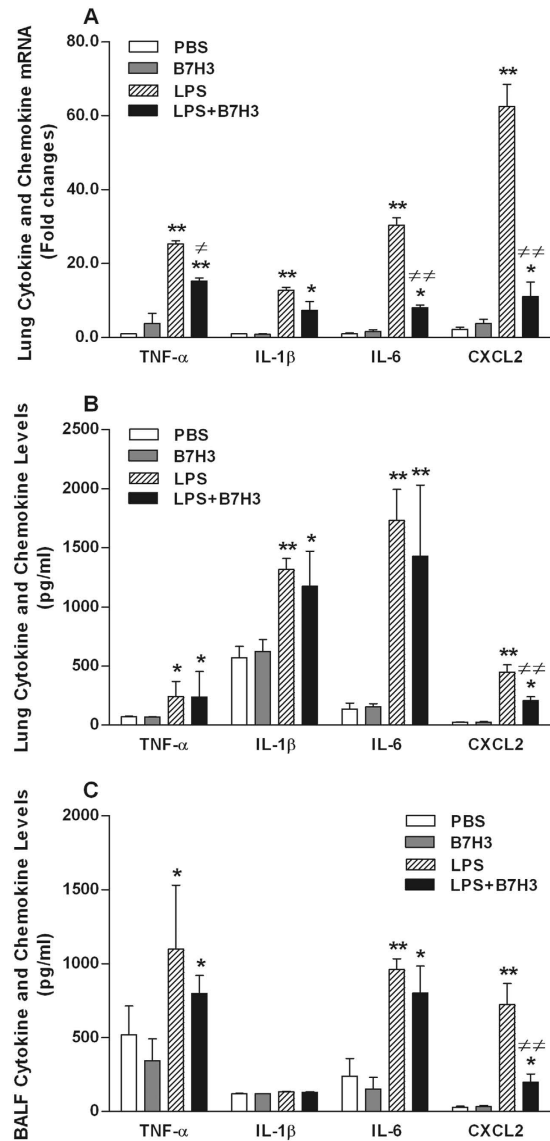 A
Lung Cytokine and Chemokine mRNA
(Fold changes)
80.0
60.0
40.0
20.0
0.0
PBS
B7H3
LPS
LPS+B7H3
**
≠
**
**
*
**
≠≠
*
**
≠≠
*
TNF-α IL-1β IL-6 CXCL2
B
Lung Cytokine and Chemokine Levels
(pg/ml)
2500
2000
1500
1000
500
0
PBS
B7H3
LPS
LPS+B7H3
* *
** *
** **
** ≠≠
*
TNF-α IL-1β IL-6 CXCL2
C
BALF Cytokine and Chemokine Levels
(pg/ml)
2000
1500
1000
500
0
PBS
B7H3
LPS
LPS+B7H3
*
*
** *
**
≠≠
*
TNF-α IL-1β IL-6 CXCL2